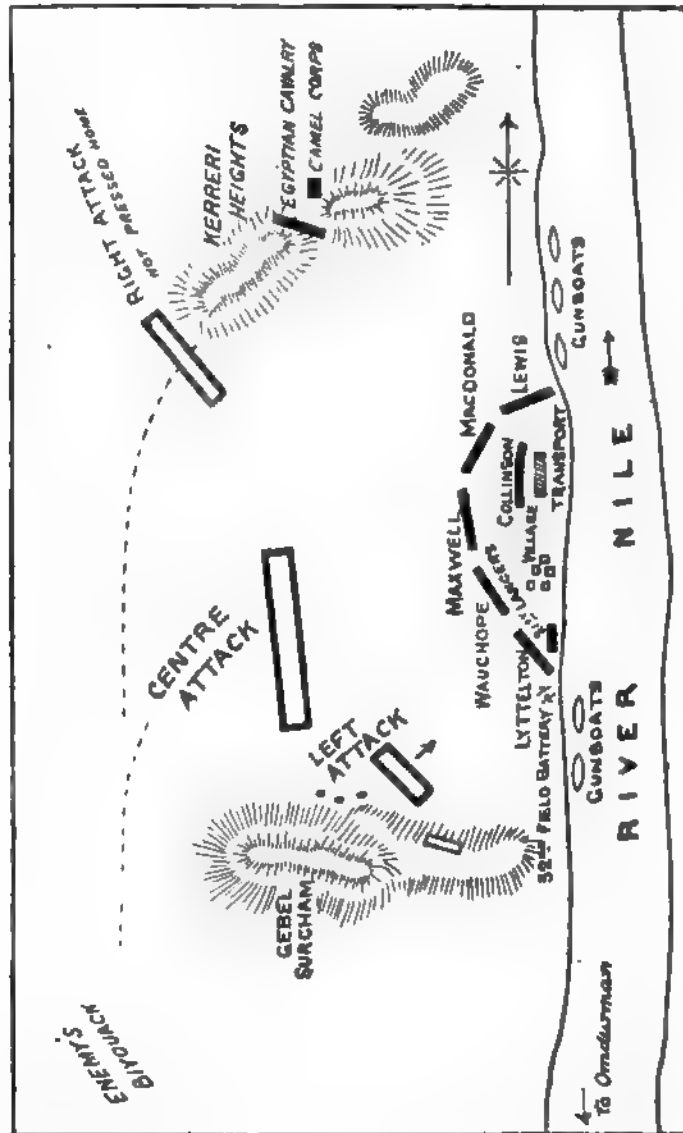 ENEMY'S
BIVOUACK
RIGHT ATTACK
NOT PRESSED HOME
KERRERI
HEIGHTS
EGYPTIAN CAVALRY
CAMEL CORPS
CENTRE
ATTACK
LEFT
ATTACK
GEBEL
SURGHAM
MACDONALD
LEWIS
MAXWELL
COLLINSON
WAUCHOPE
LANCERS
VILLAGE
TRANSPORT
LYTTELTON
32ND FIELD BATTERY
GUNBOATS
GUNBOATS
RIVER NILE
to Omdurman